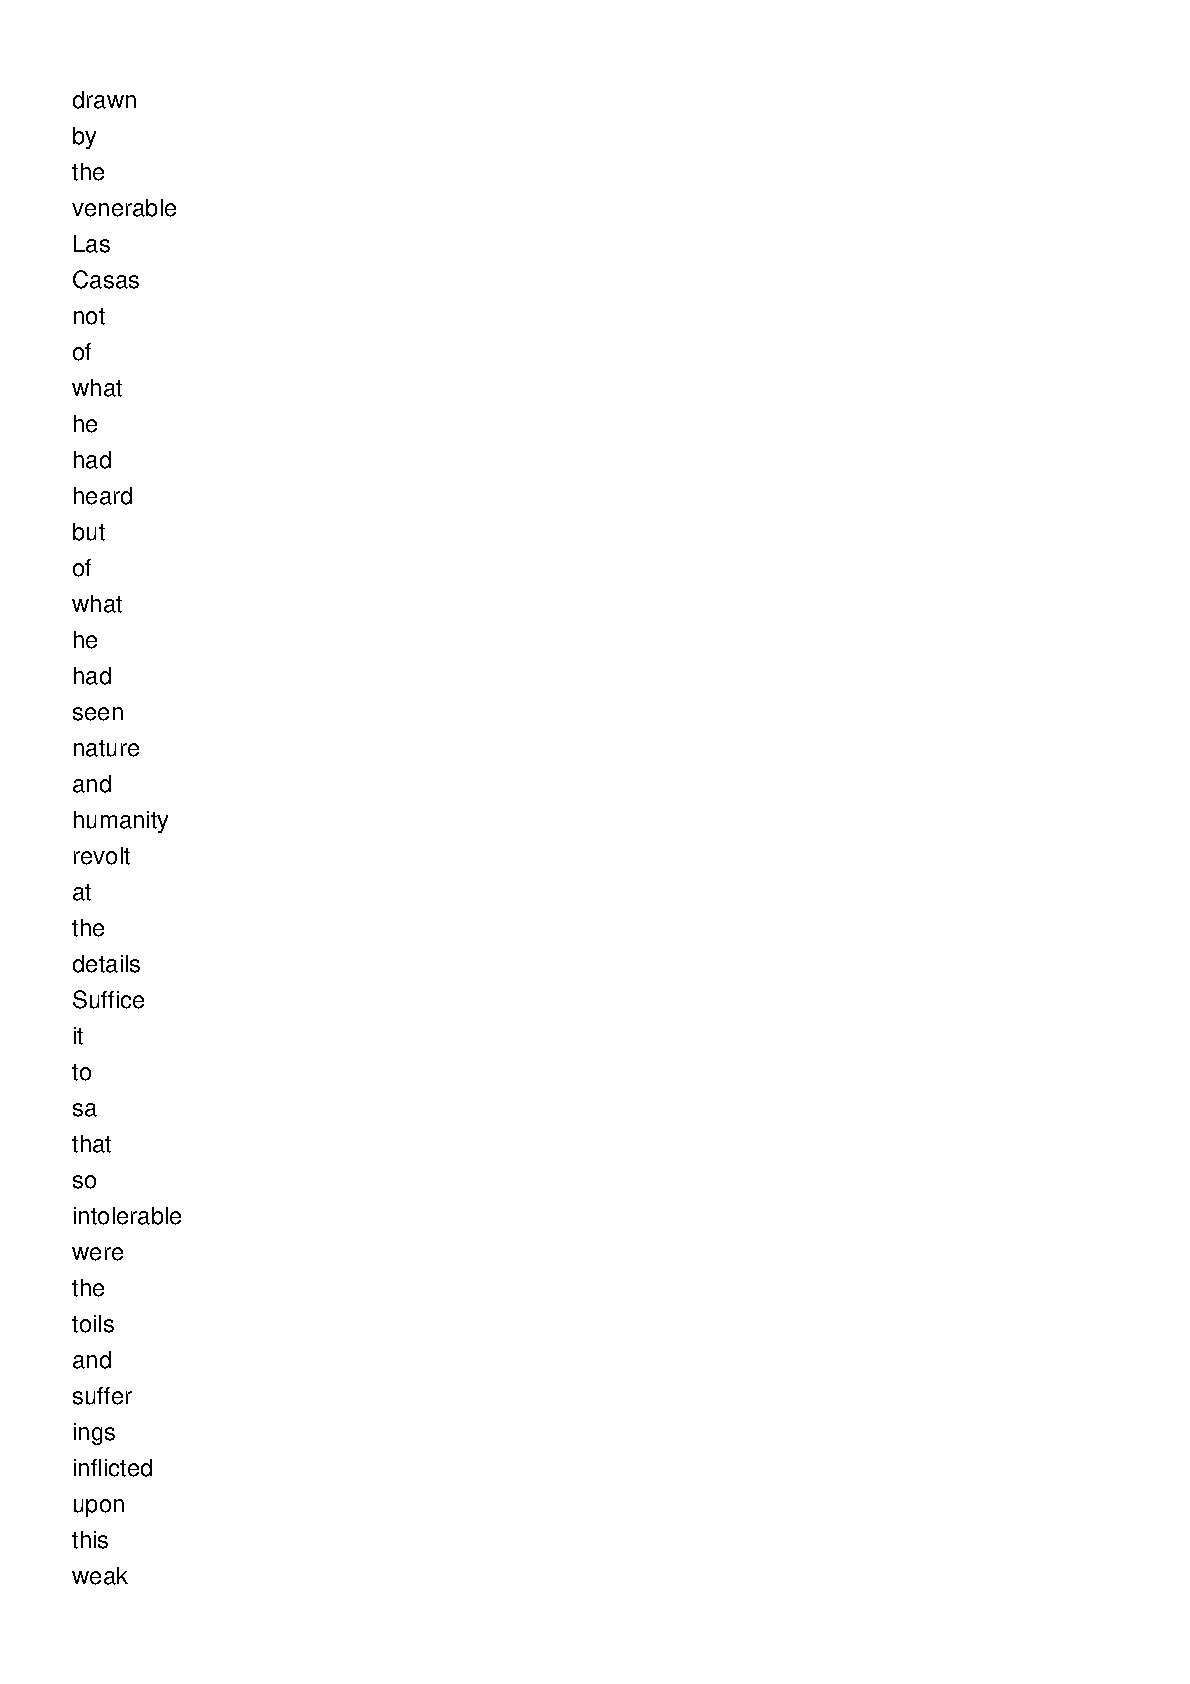 drawn
by
the
venerable
Las
Casas
not
of
what
he
had
heard
but
of
what
he
had
seen
nature
and
humanity
revolt
at
the
details
Suffice
it
to
sa
that
so
intolerable
were
the
toils
and
suffer
ings
inflicted
upon
this
weak